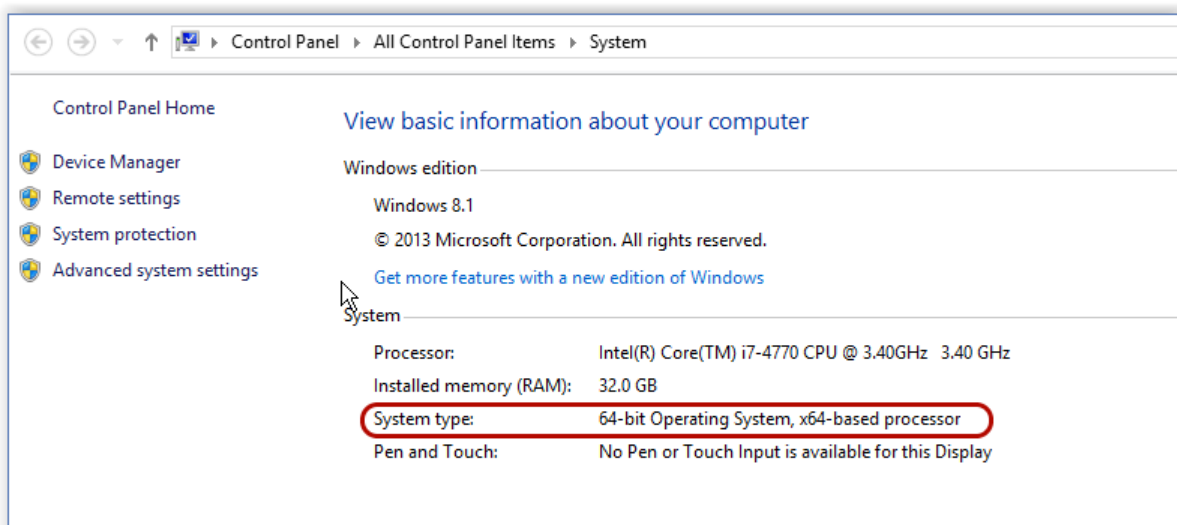 Control Panel ▸ All Control Panel Items ▸ System
Control Panel Home
Device Manager
Remote settings
System protection
Advanced system settings
View basic information about your computer
Windows edition
Windows 8.1
© 2013 Microsoft Corporation. All rights reserved.
Get more features with a new edition of Windows
System
Processor: Intel(R) Core(TM) i7-4770 CPU @ 3.40GHz 3.40 GHz
Installed memory (RAM): 32.0 GB
System type: 64-bit Operating System, x64-based processor
Pen and Touch: No Pen or Touch Input is available for this Display